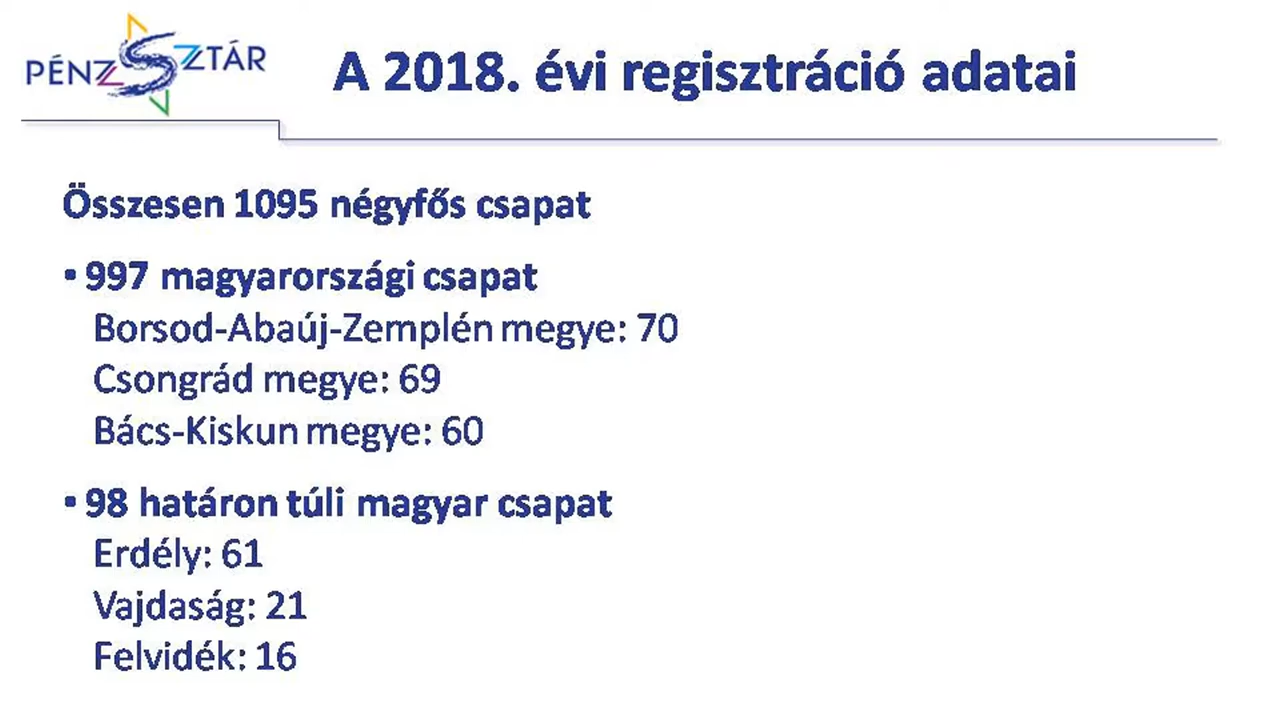 PÉNZSZTÁR
A 2018. évi regisztráció adatai
Összesen 1095 négyfős csapat
• 997 magyarországi csapat
Borsod-Abaúj-Zemplén megye: 70
Csongrád megye: 69
Bács-Kiskun megye: 60
• 98 határon túli magyar csapat
Erdély: 61
Vajdaság: 21
Felvidék: 16